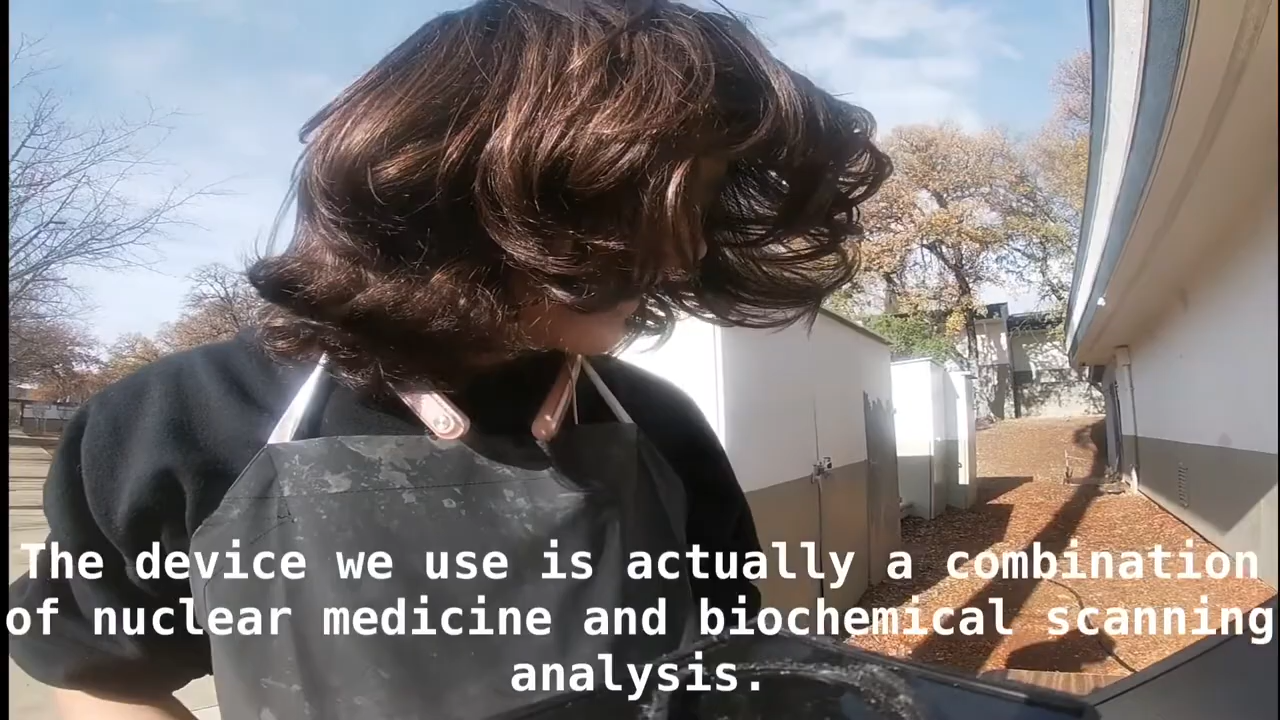 The device we use is actually a combination
of nuclear medicine and biochemical scanning
analysis.